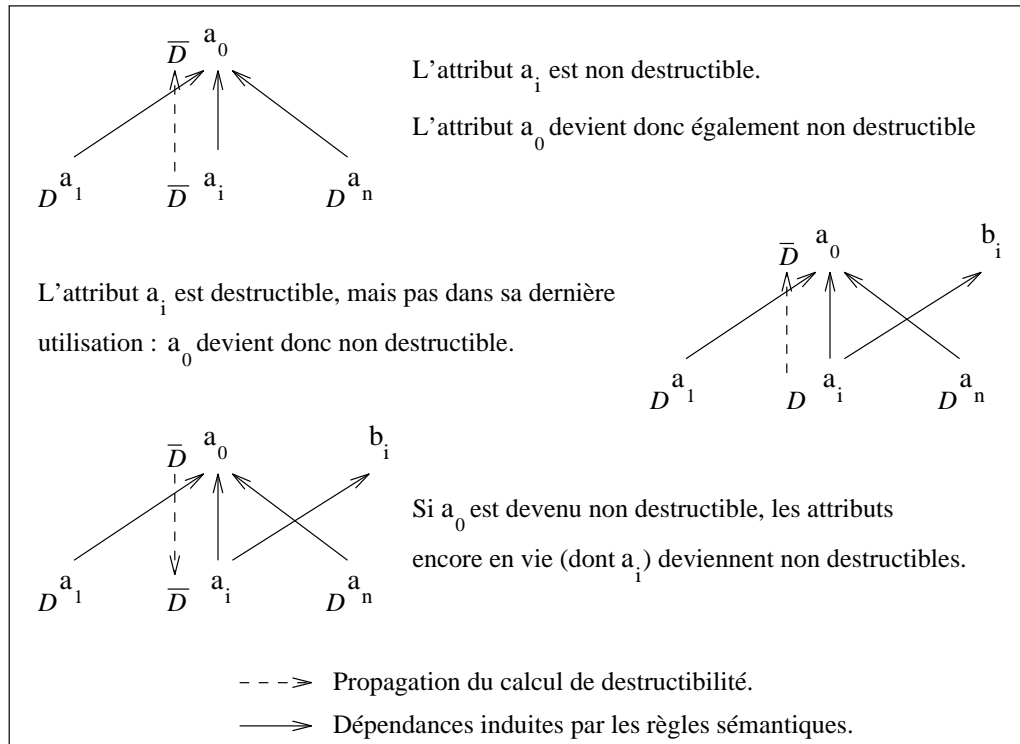 D̅ a₀
L'attribut aᵢ est non destructible.
L'attribut a₀ devient donc également non destructible
D a₁ D̅ aᵢ D aₙ
D̅ a₀ bᵢ
L'attribut aᵢ est destructible, mais pas dans sa dernière
utilisation : a₀ devient donc non destructible.
D a₁ D aᵢ D aₙ
D̅ a₀ bᵢ
Si a₀ est devenu non destructible, les attributs
encore en vie (dont aᵢ) deviennent non destructibles.
D a₁ D̅ aᵢ D aₙ
Propagation du calcul de destructibilité.
Dépendances induites par les règles sémantiques.